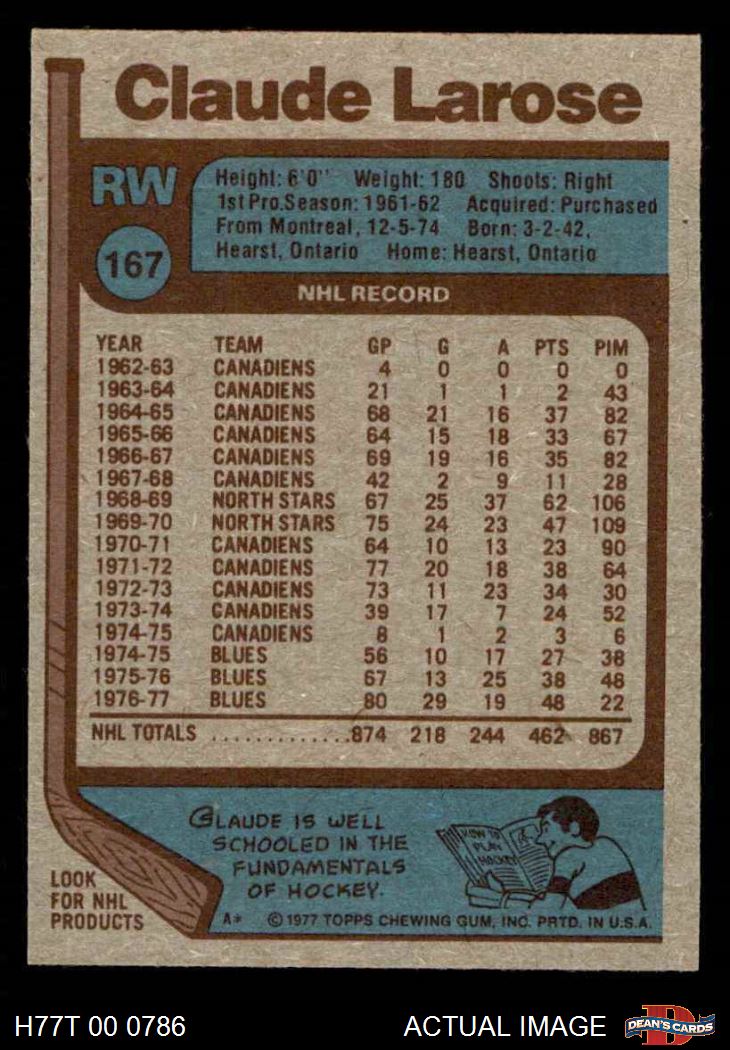 Claude Larose
RW
167
Height: 6'0" Weight: 180 Shoots: Right
1st Pro.Season: 1961-62 Acquired: Purchased
From Montreal, 12-5-74 Born: 3-2-42,
Hearst, Ontario Home: Hearst, Ontario
NHL RECORD
YEAR TEAM GP G A PTS PIM
1962-63 CANADIENS 4 0 0 0 0
1963-64 CANADIENS 21 1 1 2 43
1964-65 CANADIENS 68 21 16 37 82
1965-66 CANADIENS 64 15 18 33 67
1966-67 CANADIENS 69 19 16 35 82
1967-68 CANADIENS 42 2 9 11 28
1968-69 NORTH STARS 67 25 37 62 106
1969-70 NORTH STARS 75 24 23 47 109
1970-71 CANADIENS 64 10 13 23 90
1971-72 CANADIENS 77 20 18 38 64
1972-73 CANADIENS 73 11 23 34 30
1973-74 CANADIENS 39 17 7 24 52
1974-75 CANADIENS 8 1 2 3 6
1974-75 BLUES 56 10 17 27 38
1975-76 BLUES 67 13 25 38 48
1976-77 BLUES 80 29 19 48 22
NHL TOTALS .............874 218 244 462 867
CLAUDE IS WELL
SCHOOLED IN THE
FUNDAMENTALS
OF HOCKEY.
HOW TO
PLAY
HOCKEY
LOOK
FOR NHL
PRODUCTS
A* © 1977 TOPPS CHEWING GUM, INC. PRTD. IN U.S.A.
H77T 00 0786 ACTUAL IMAGE
DEAN'S CARDS